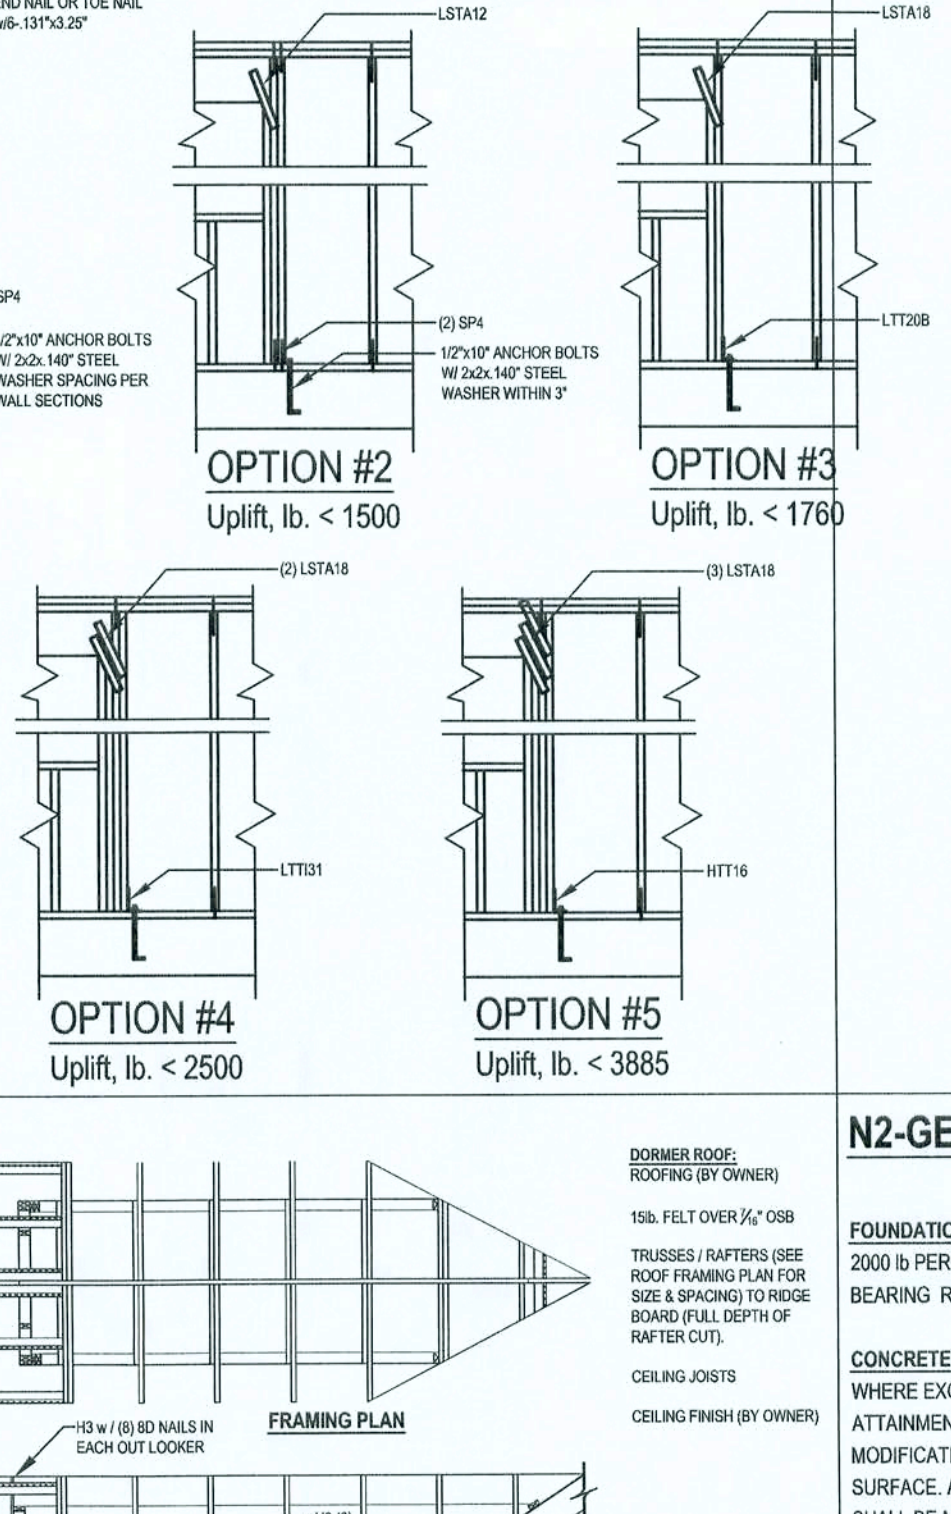 END NAIL OR TOE NAIL
w/6-.131"x3.25"
LSTA12
LSTA18
SP4
1/2"x10" ANCHOR BOLTS
W/ 2x2x.140" STEEL
WASHER SPACING PER
WALL SECTIONS
(2) SP4
1/2"x10" ANCHOR BOLTS
W/ 2x2x.140" STEEL
WASHER WITHIN 3"
LTT20B
OPTION #2
Uplift, lb. < 1500
OPTION #3
Uplift, lb. < 1760
(2) LSTA18
(3) LSTA18
LTTI31
HTT16
OPTION #4
Uplift, lb. < 2500
OPTION #5
Uplift, lb. < 3885
DORMER ROOF:
ROOFING (BY OWNER)
15lb. FELT OVER 7/16" OSB
TRUSSES / RAFTERS (SEE
ROOF FRAMING PLAN FOR
SIZE & SPACING) TO RIDGE
BOARD (FULL DEPTH OF
RAFTER CUT).
CEILING JOISTS
CEILING FINISH (BY OWNER)
FRAMING PLAN
H3 w / (8) 8D NAILS IN
EACH OUT LOOKER
N2-GE
FOUNDATIO
2000 lb PER
BEARING R
CONCRETE
WHERE EXC
ATTAINMEN
MODIFICATI
SURFACE. A